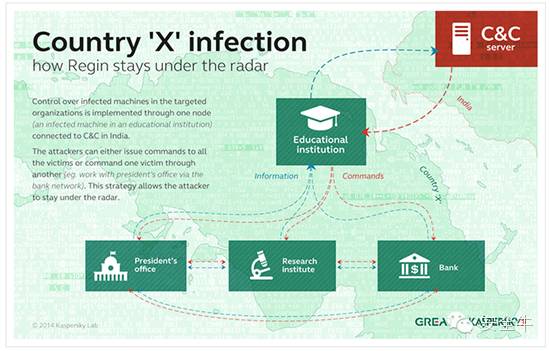 Country 'X' infection
how Regin stays under the radar
C&C
server
Control over infected machines in the targeted
organizations is implemented through one node
(an infected machine in an educational institution)
connected to C&C in India.
The attackers can either issue commands to all
the victims or command one victim through
another (eg. work with president's office via the
bank network). This strategy allows the attacker
to stay under the radar.
India
Educational
institution
Information
Commands
Country 'X'
President's
office
Research
institute
Bank
© 2014 Kaspersky Lab
GREAT KASPERSKY